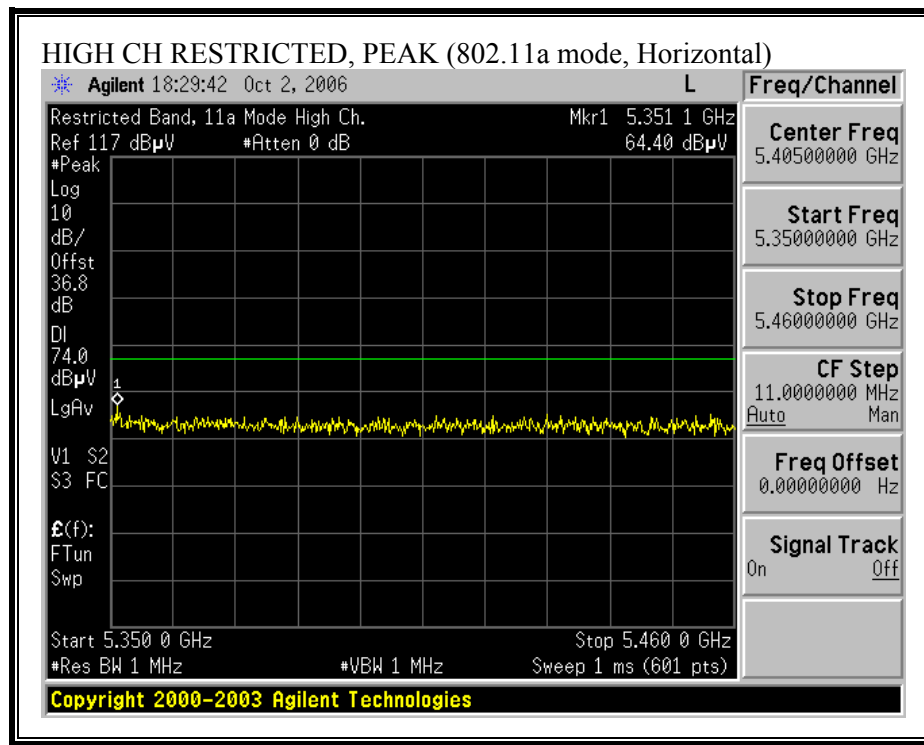 HIGH CH RESTRICTED, PEAK (802.11a mode, Horizontal)
Agilent 18:29:42 Oct 2, 2006 L
Freq/Channel
Restricted Band, 11a Mode High Ch. Mkr1 5.351 1 GHz
Ref 117 dBµV #Atten 0 dB 64.40 dBµV
#Peak
Log
10
dB/
Offst
36.8
dB
DI
74.0
dBµV
LgAv
1
V1 S2
S3 FC
£(f):
FTun
Swp
Start 5.350 0 GHz Stop 5.460 0 GHz
#Res BW 1 MHz #VBW 1 MHz Sweep 1 ms (601 pts)
Center Freq
5.40500000 GHz
Start Freq
5.35000000 GHz
Stop Freq
5.46000000 GHz
CF Step
11.0000000 MHz
Auto Man
Freq Offset
0.00000000 Hz
Signal Track
On Off
Copyright 2000-2003 Agilent Technologies